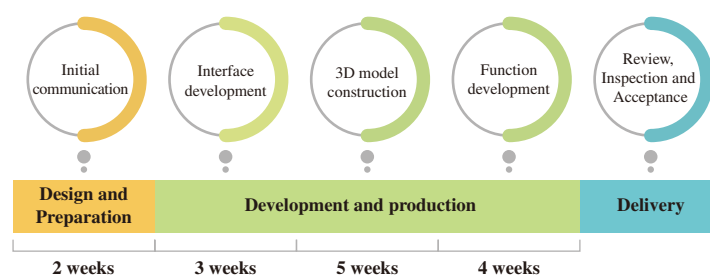 Initial
communication
Interface
development
3D model
construction
Function
development
Review,
Inspection and
Acceptance
Design and
Preparation
Development and production
Delivery
2 weeks
3 weeks
5 weeks
4 weeks